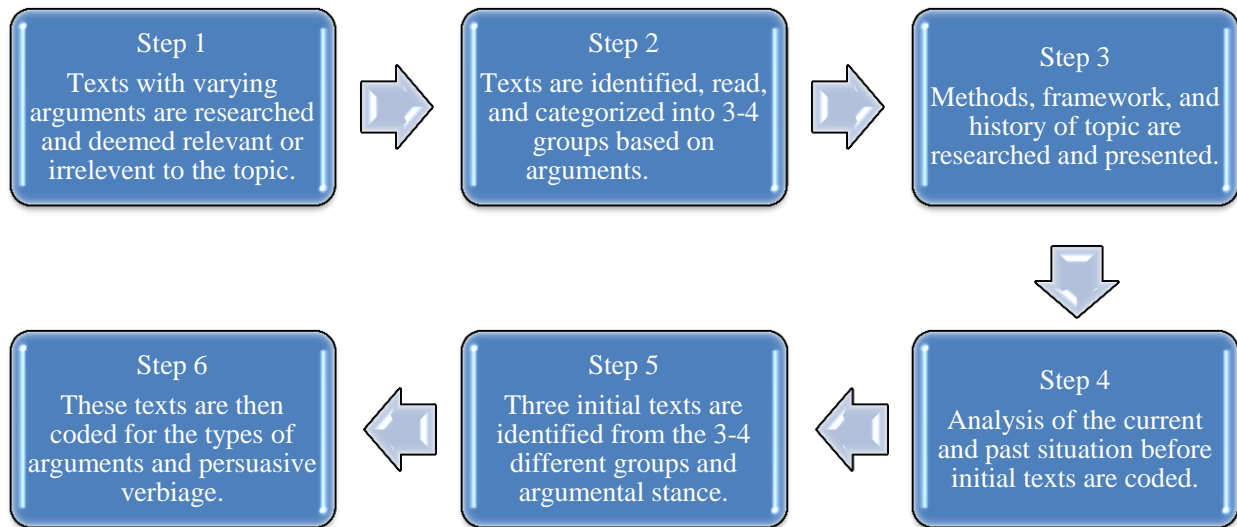 Step 1
Texts with varying
arguments are researched
and deemed relevant or
irrelevent to the topic.
Step 2
Texts are identified, read,
and categorized into 3-4
groups based on
arguments.
Step 3
Methods, framework, and
history of topic are
researched and presented.
Step 4
Analysis of the current
and past situation before
initial texts are coded.
Step 5
Three initial texts are
identified from the 3-4
different groups and
argumental stance.
Step 6
These texts are then
coded for the types of
arguments and persuasive
verbiage.